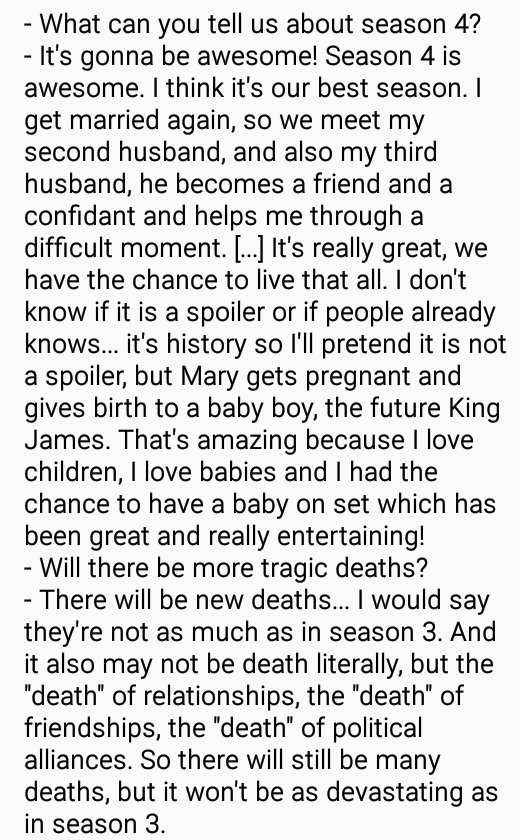 - What can you tell us about season 4?
- It's gonna be awesome! Season 4 is
awesome. I think it's our best season. I
get married again, so we meet my
second husband, and also my third
husband, he becomes a friend and a
confidant and helps me through a
difficult moment. [...] It's really great, we
have the chance to live that all. I don't
know if it is a spoiler or if people already
knows... it's history so I'll pretend it is not
a spoiler, but Mary gets pregnant and
gives birth to a baby boy, the future King
James. That's amazing because I love
children, I love babies and I had the
chance to have a baby on set which has
been great and really entertaining!
- Will there be more tragic deaths?
- There will be new deaths... I would say
they're not as much as in season 3. And
it also may not be death literally, but the
"death" of relationships, the "death" of
friendships, the "death" of political
alliances. So there will still be many
deaths, but it won't be as devastating as
in season 3.